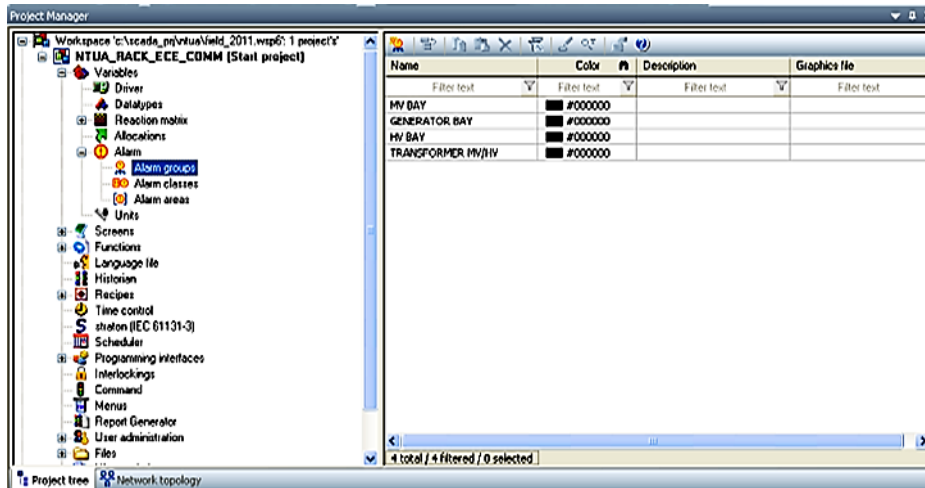 Project Manager
Workspace 'c:\scada_prj\ntua\field_2011.wsp6': 1 project's'
NTUA_RACK_ECE_COMM (Start project)
Variables
Driver
Datatypes
Reaction matrix
Allocations
Alarm
Alarm groups
Alarm classes
Alarm areas
Units
Screens
Functions
Language file
Historian
Recipes
Time control
straton (IEC 61131-3)
Scheduler
Programming interfaces
Interlockings
Command
Menus
Report Generator
User administration
Files
Project tree
Network topology
Name Color Description Graphics file
Filter text Filter text Filter text Filter text
MV BAY #000000
GENERATOR BAY #000000
HV BAY #000000
TRANSFORMER MV/HV #000000
4 total / 4 filtered / 0 selected